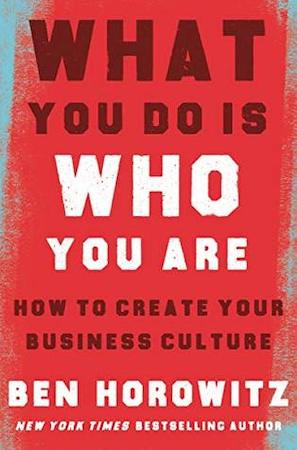 WHAT
YOU DO IS
WHO
YOU ARE
HOW TO CREATE YOUR
BUSINESS CULTURE
BEN HOROWITZ
NEW YORK TIMES BESTSELLING AUTHOR